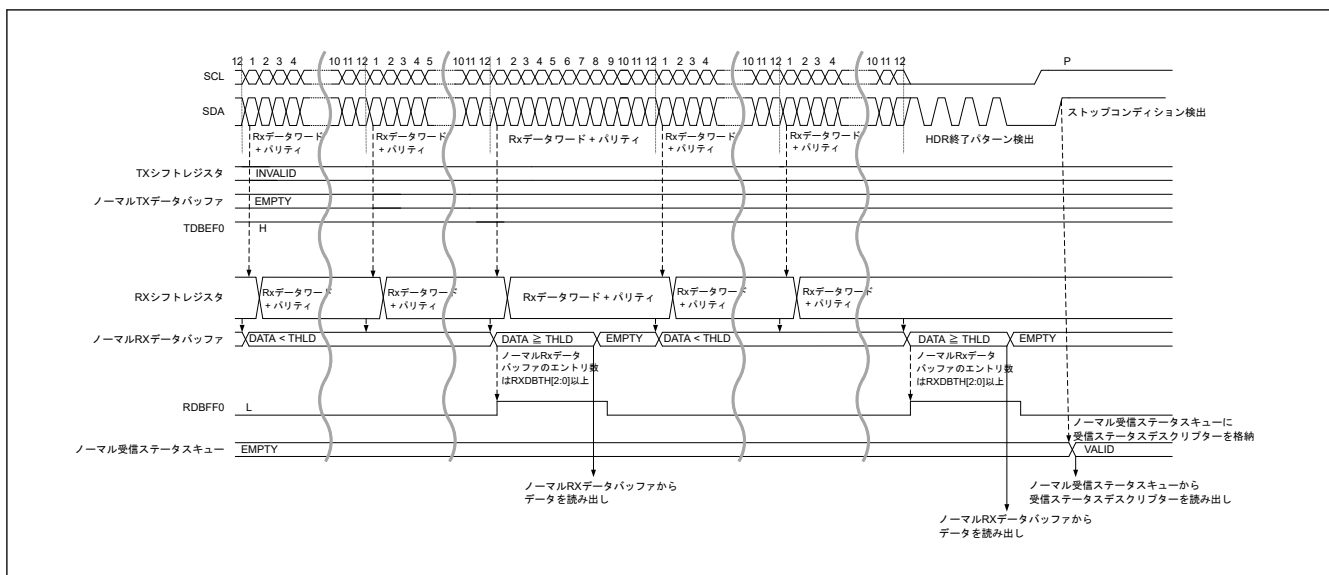 12 1 2 3 4 10 11 12 1 2 3 4 5 10 11 12 1 2 3 4 5 6 7 8 9 10 11 12 1 2 3 4 10 11 12 1 2 3 4 10 11 12 P
SCL
SDA
ストップコンディション検出
Rxデータワード
+ パリティ
Rxデータワード
+ パリティ
Rxデータワード + パリティ
Rxデータワード
+ パリティ
Rxデータワード
+ パリティ
HDR終了パターン検出
TXシフトレジスタ INVALID
ノーマルTXデータバッファ EMPTY
TDBEF0 H
RXシフトレジスタ
Rxデータワード
+ パリティ
Rxデータワード
+ パリティ
Rxデータワード + パリティ
Rxデータワード
+ パリティ
Rxデータワード
+ パリティ
ノーマルRXデータバッファ DATA < THLD DATA ≧ THLD EMPTY DATA < THLD DATA ≧ THLD EMPTY
ノーマルRxデータ
バッファのエントリ数
はRXDBTH[2:0]以上
ノーマルRxデータ
バッファのエントリ数
はRXDBTH[2:0]以上
RDBFF0 L
ノーマル受信ステータスキューに
受信ステータスデスクリプターを格納
ノーマル受信ステータスキュー EMPTY VALID
ノーマルRXデータバッファから
データを読み出し
ノーマル受信ステータスキューから
受信ステータスデスクリプターを読み出し
ノーマルRXデータバッファから
データを読み出し